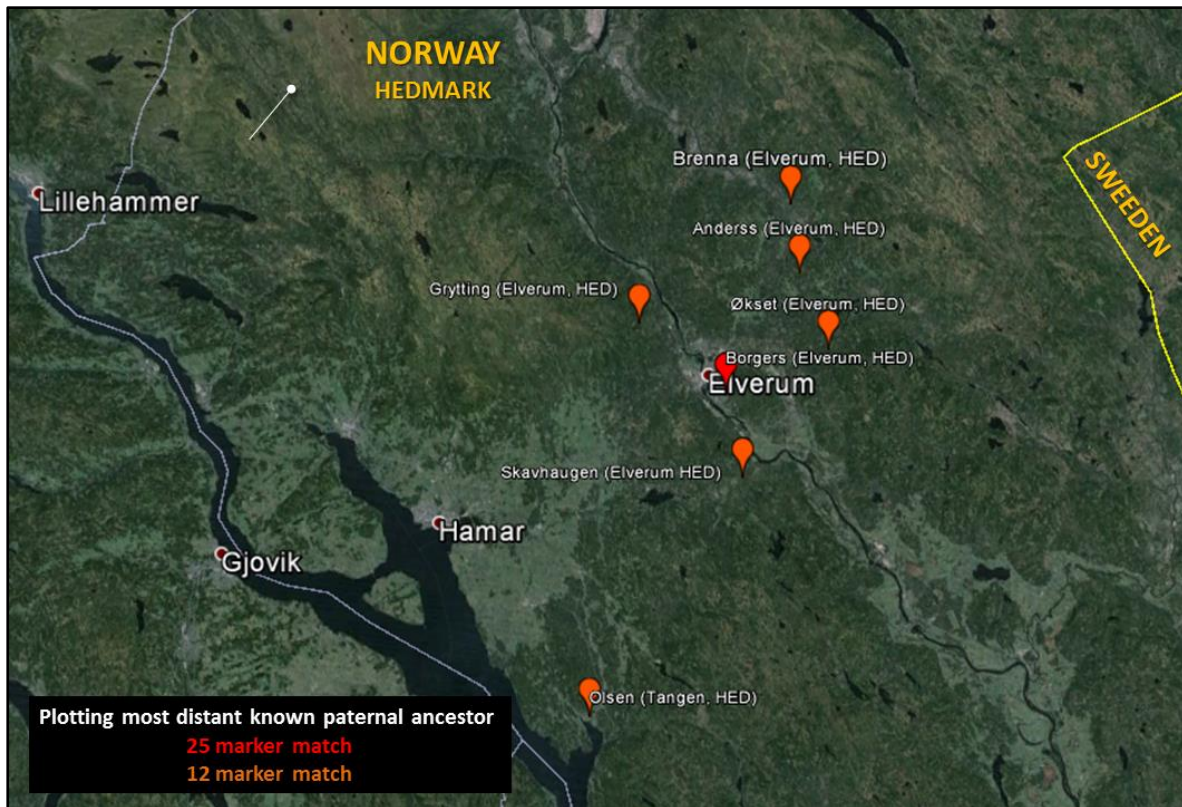 NORWAY
HEDMARK
Brenna (Elverum, HED)
SWEEDEN
Lillehammer
Anderss (Elverum, HED)
Grytting (Elverum, HED)
Økset (Elverum, HED)
Borgers (Elverum, HED)
Elverum
Skavhaugen (Elverum HED)
Hamar
Gjovik
Olsen (Tangen, HED)
Plotting most distant known paternal ancestor
25 marker match
12 marker match